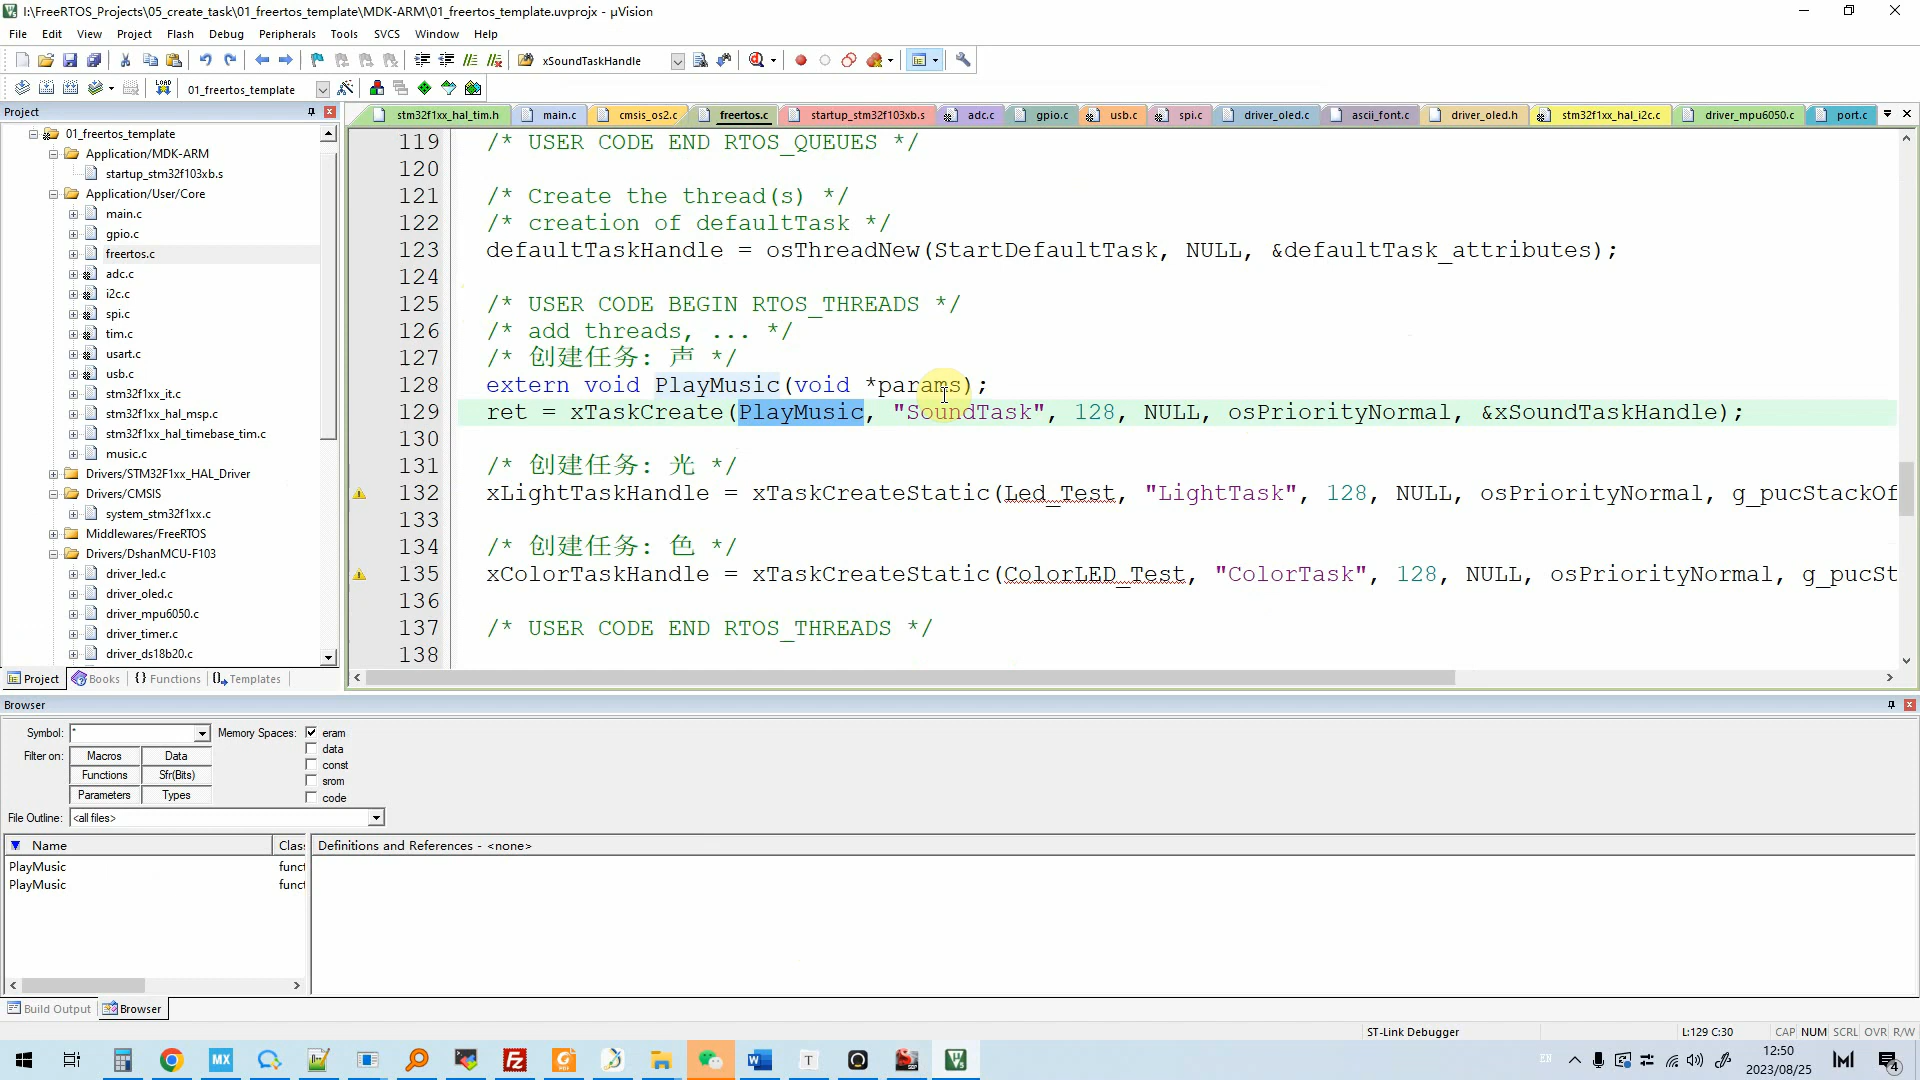 I:\FreeRTOS_Projects\05_create_task\01_freertos_template\MDK-ARM\01_freertos_template.uvprojx - µVision
File Edit View Project Flash Debug Peripherals Tools SVCS Window Help
xSoundTaskHandle
LOAD 01_freertos_template
Project
stm32f1xx_hal_tim.h main.c cmsis_os2.c freertos.c startup_stm32f103xb.s adc.c gpio.c usb.c spi.c driver_oled.c ascii_font.c driver_oled.h stm32f1xx_hal_i2c.c driver_mpu6050.c port.c
01_freertos_template
Application/MDK-ARM
startup_stm32f103xb.s
Application/User/Core
main.c
gpio.c
freertos.c
adc.c
i2c.c
spi.c
tim.c
usart.c
usb.c
stm32f1xx_it.c
stm32f1xx_hal_msp.c
stm32f1xx_hal_timebase_tim.c
music.c
Drivers/STM32F1xx_HAL_Driver
Drivers/CMSIS
system_stm32f1xx.c
Middlewares/FreeRTOS
Drivers/DshanMCU-F103
driver_led.c
driver_oled.c
driver_mpu6050.c
driver_timer.c
driver_ds18b20.c
Project Books Functions Templates
119 /* USER CODE END RTOS_QUEUES */
120
121 /* Create the thread(s) */
122 /* creation of defaultTask */
123 defaultTaskHandle = osThreadNew(StartDefaultTask, NULL, &defaultTask_attributes);
124
125 /* USER CODE BEGIN RTOS_THREADS */
126 /* add threads, ... */
127 /* 创建任务: 声 */
128 extern void PlayMusic(void *params);
129 ret = xTaskCreate(PlayMusic, "SoundTask", 128, NULL, osPriorityNormal, &xSoundTaskHandle);
130
131 /* 创建任务: 光 */
132 xLightTaskHandle = xTaskCreateStatic(Led_Test, "LightTask", 128, NULL, osPriorityNormal, g_pucStackOf
133
134 /* 创建任务: 色 */
135 xColorTaskHandle = xTaskCreateStatic(ColorLED_Test, "ColorTask", 128, NULL, osPriorityNormal, g_pucSt
136
137 /* USER CODE END RTOS_THREADS */
138
Browser
Symbol: * Memory Spaces: eram
data
Filter on: Macros Data
const
Functions Sfr(Bits)
srom
Parameters Types
code
File Outline: <all files>
Name Clas
Definitions and References - <none>
PlayMusic funct
PlayMusic funct
Build Output Browser
ST-Link Debugger L:129 C:30 CAP NUM SCRL OVR R/W
EN 12:50
2023/08/25
4